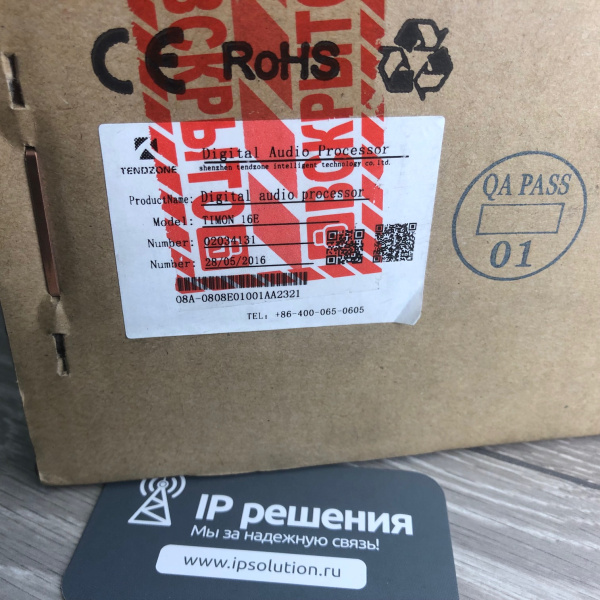 CE RoHS
ВСКРЫТО
ВСКРЫТО
TENDZONE
Digital Audio Processor
shenzhen tendzone intelligent technology co.ltd.
ProductName: Digital audio processor
Model: TIMON 16E
Number: 02034131
Number: 28/05/2016
08A-0808E01001AA2321
TEL: +86-400-065-0605
QA PASS
01
IP решения
Мы за надежную связь!
www.ipsolution.ru